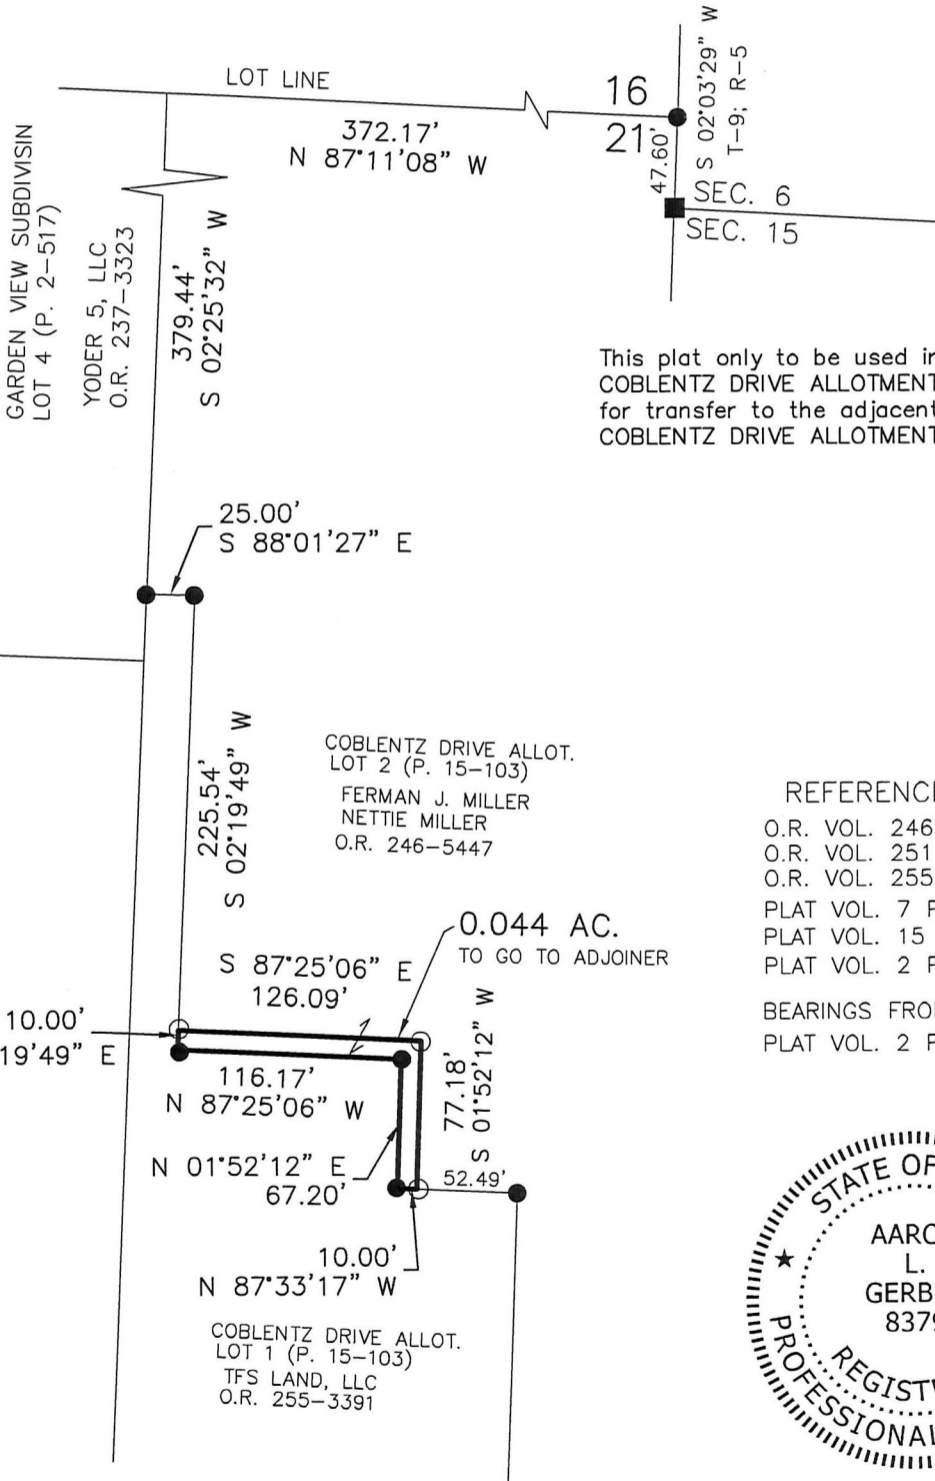 LOT LINE
372.17'
N 87°11'08" W
16
21
47.60'
S 02°03'29" W
T-9; R-5
SEC. 6
SEC. 15
GARDEN VIEW SUBDIVISIN
LOT 4 (P. 2-517)
YODER 5, LLC
O.R. 237-3323
379.44'
S 02°25'32" W
This plat only to be used in
COBLENTZ DRIVE ALLOTMENT
for transfer to the adjacent
COBLENTZ DRIVE ALLOTMENT
25.00'
S 88°01'27" E
225.54'
S 02°19'49" W
COBLENTZ DRIVE ALLOT.
LOT 2 (P. 15-103)
FERMAN J. MILLER
NETTIE MILLER
O.R. 246-5447
0.044 AC.
TO GO TO ADJOINER
S 87°25'06" E
126.09'
10.00'
19'49" E
116.17'
N 87°25'06" W
77.18'
S 01°52'12" W
N 01°52'12" E
67.20'
52.49'
10.00'
N 87°33'17" W
COBLENTZ DRIVE ALLOT.
LOT 1 (P. 15-103)
TFS LAND, LLC
O.R. 255-3391
REFERENC
O.R. VOL. 246
O.R. VOL. 251
O.R. VOL. 255
PLAT VOL. 7 P
PLAT VOL. 15
PLAT VOL. 2 P
BEARINGS FRO
PLAT VOL. 2 P
STATE OF
AARO
L.
GERB
8379
REGIST
PROFESSIONAL